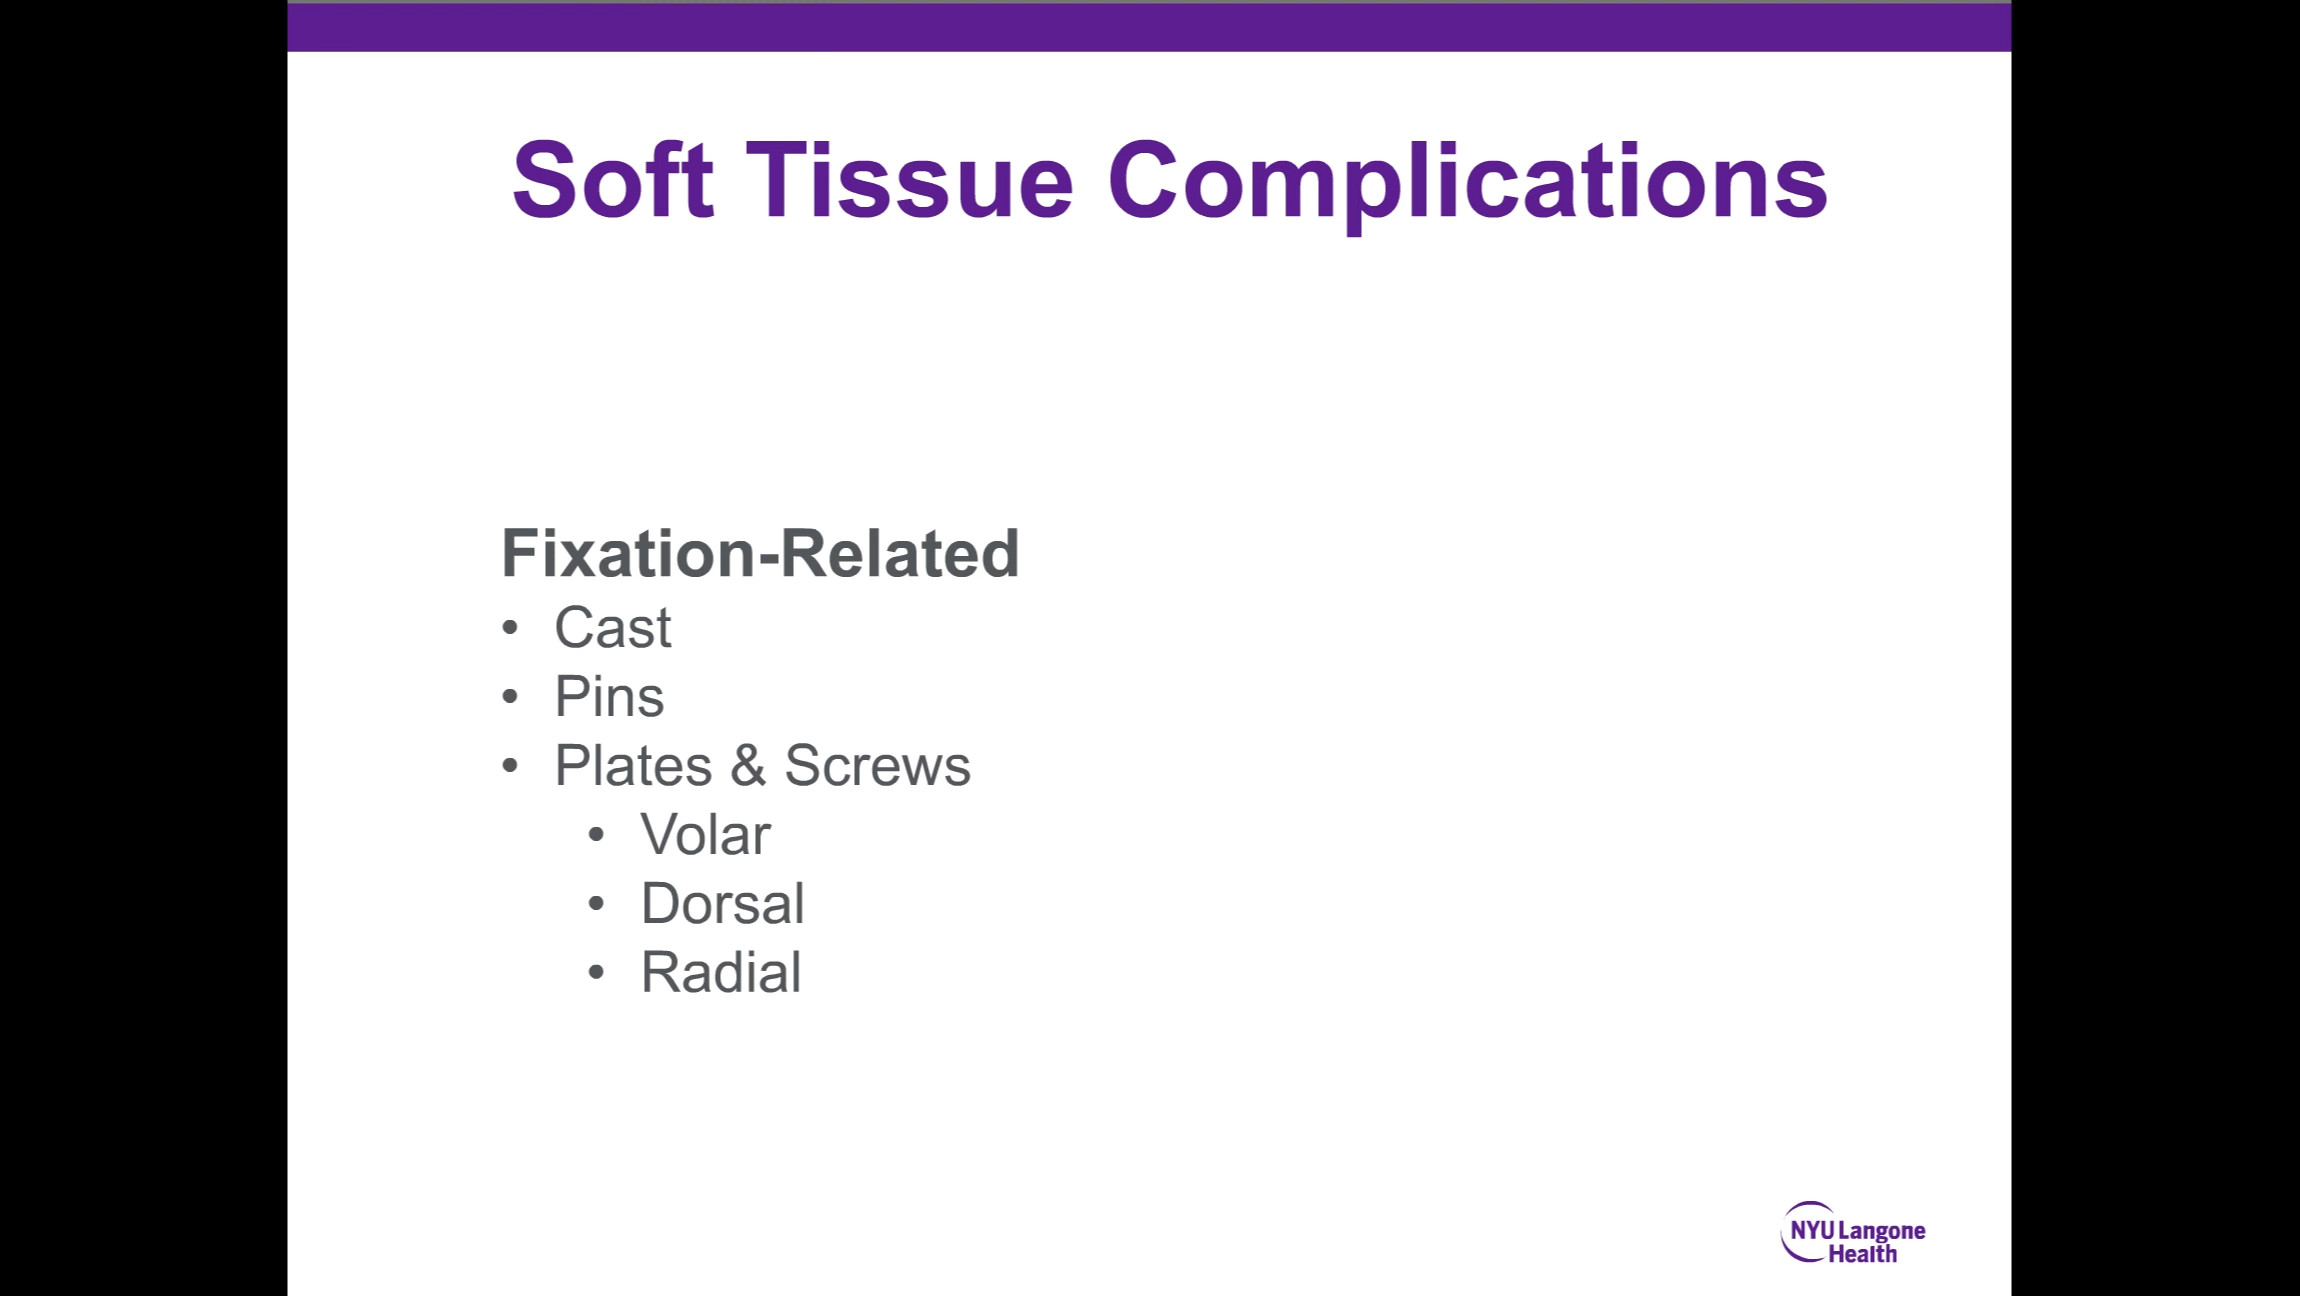 Soft Tissue Complications
Fixation-Related
• Cast
• Pins
• Plates & Screws
• Volar
• Dorsal
• Radial
NYU Langone
Health